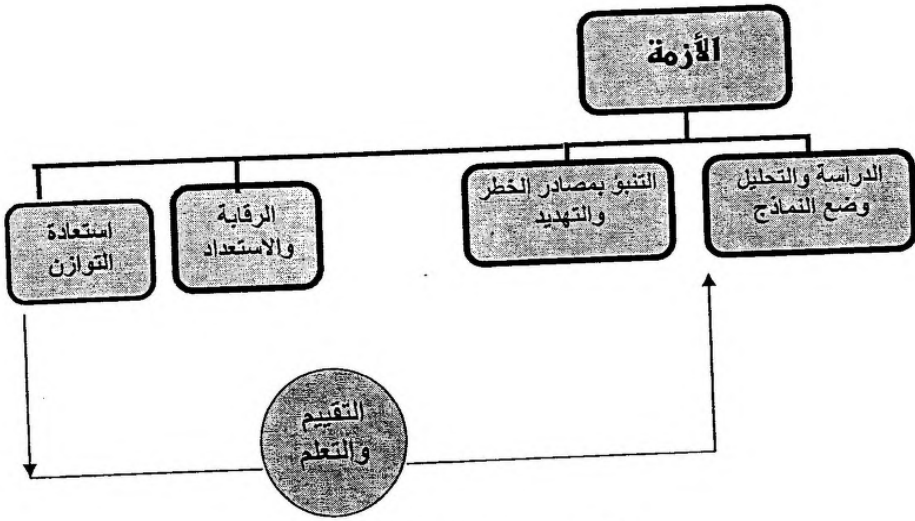 الأزمة
الدراسة والتحليل
وضع النماذج
التنبؤ بمصادر الخطر
والتهديد
الرقابة
والاستعداد
استعادة
التوازن
التقييم
والتعلم